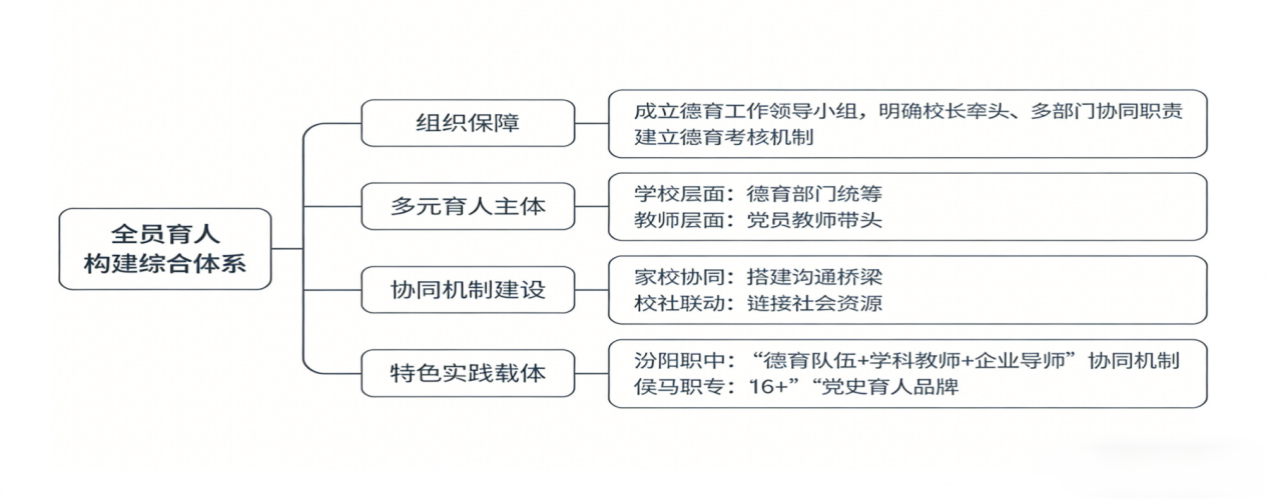 全员育人
构建综合体系
组织保障
成立德育工作领导小组，明确校长牵头、多部门协同职责
建立德育考核机制
多元育人主体
学校层面：德育部门统等
教师层面：党员教师带头
协同机制建设
家校协同：搭建沟通桥梁
校社联动：链接社会资源
特色实践载体
汾阳职中：“德育队伍+学科教师+企业导师”协同机制
侯马职专：‘16+”“党史育人品牌